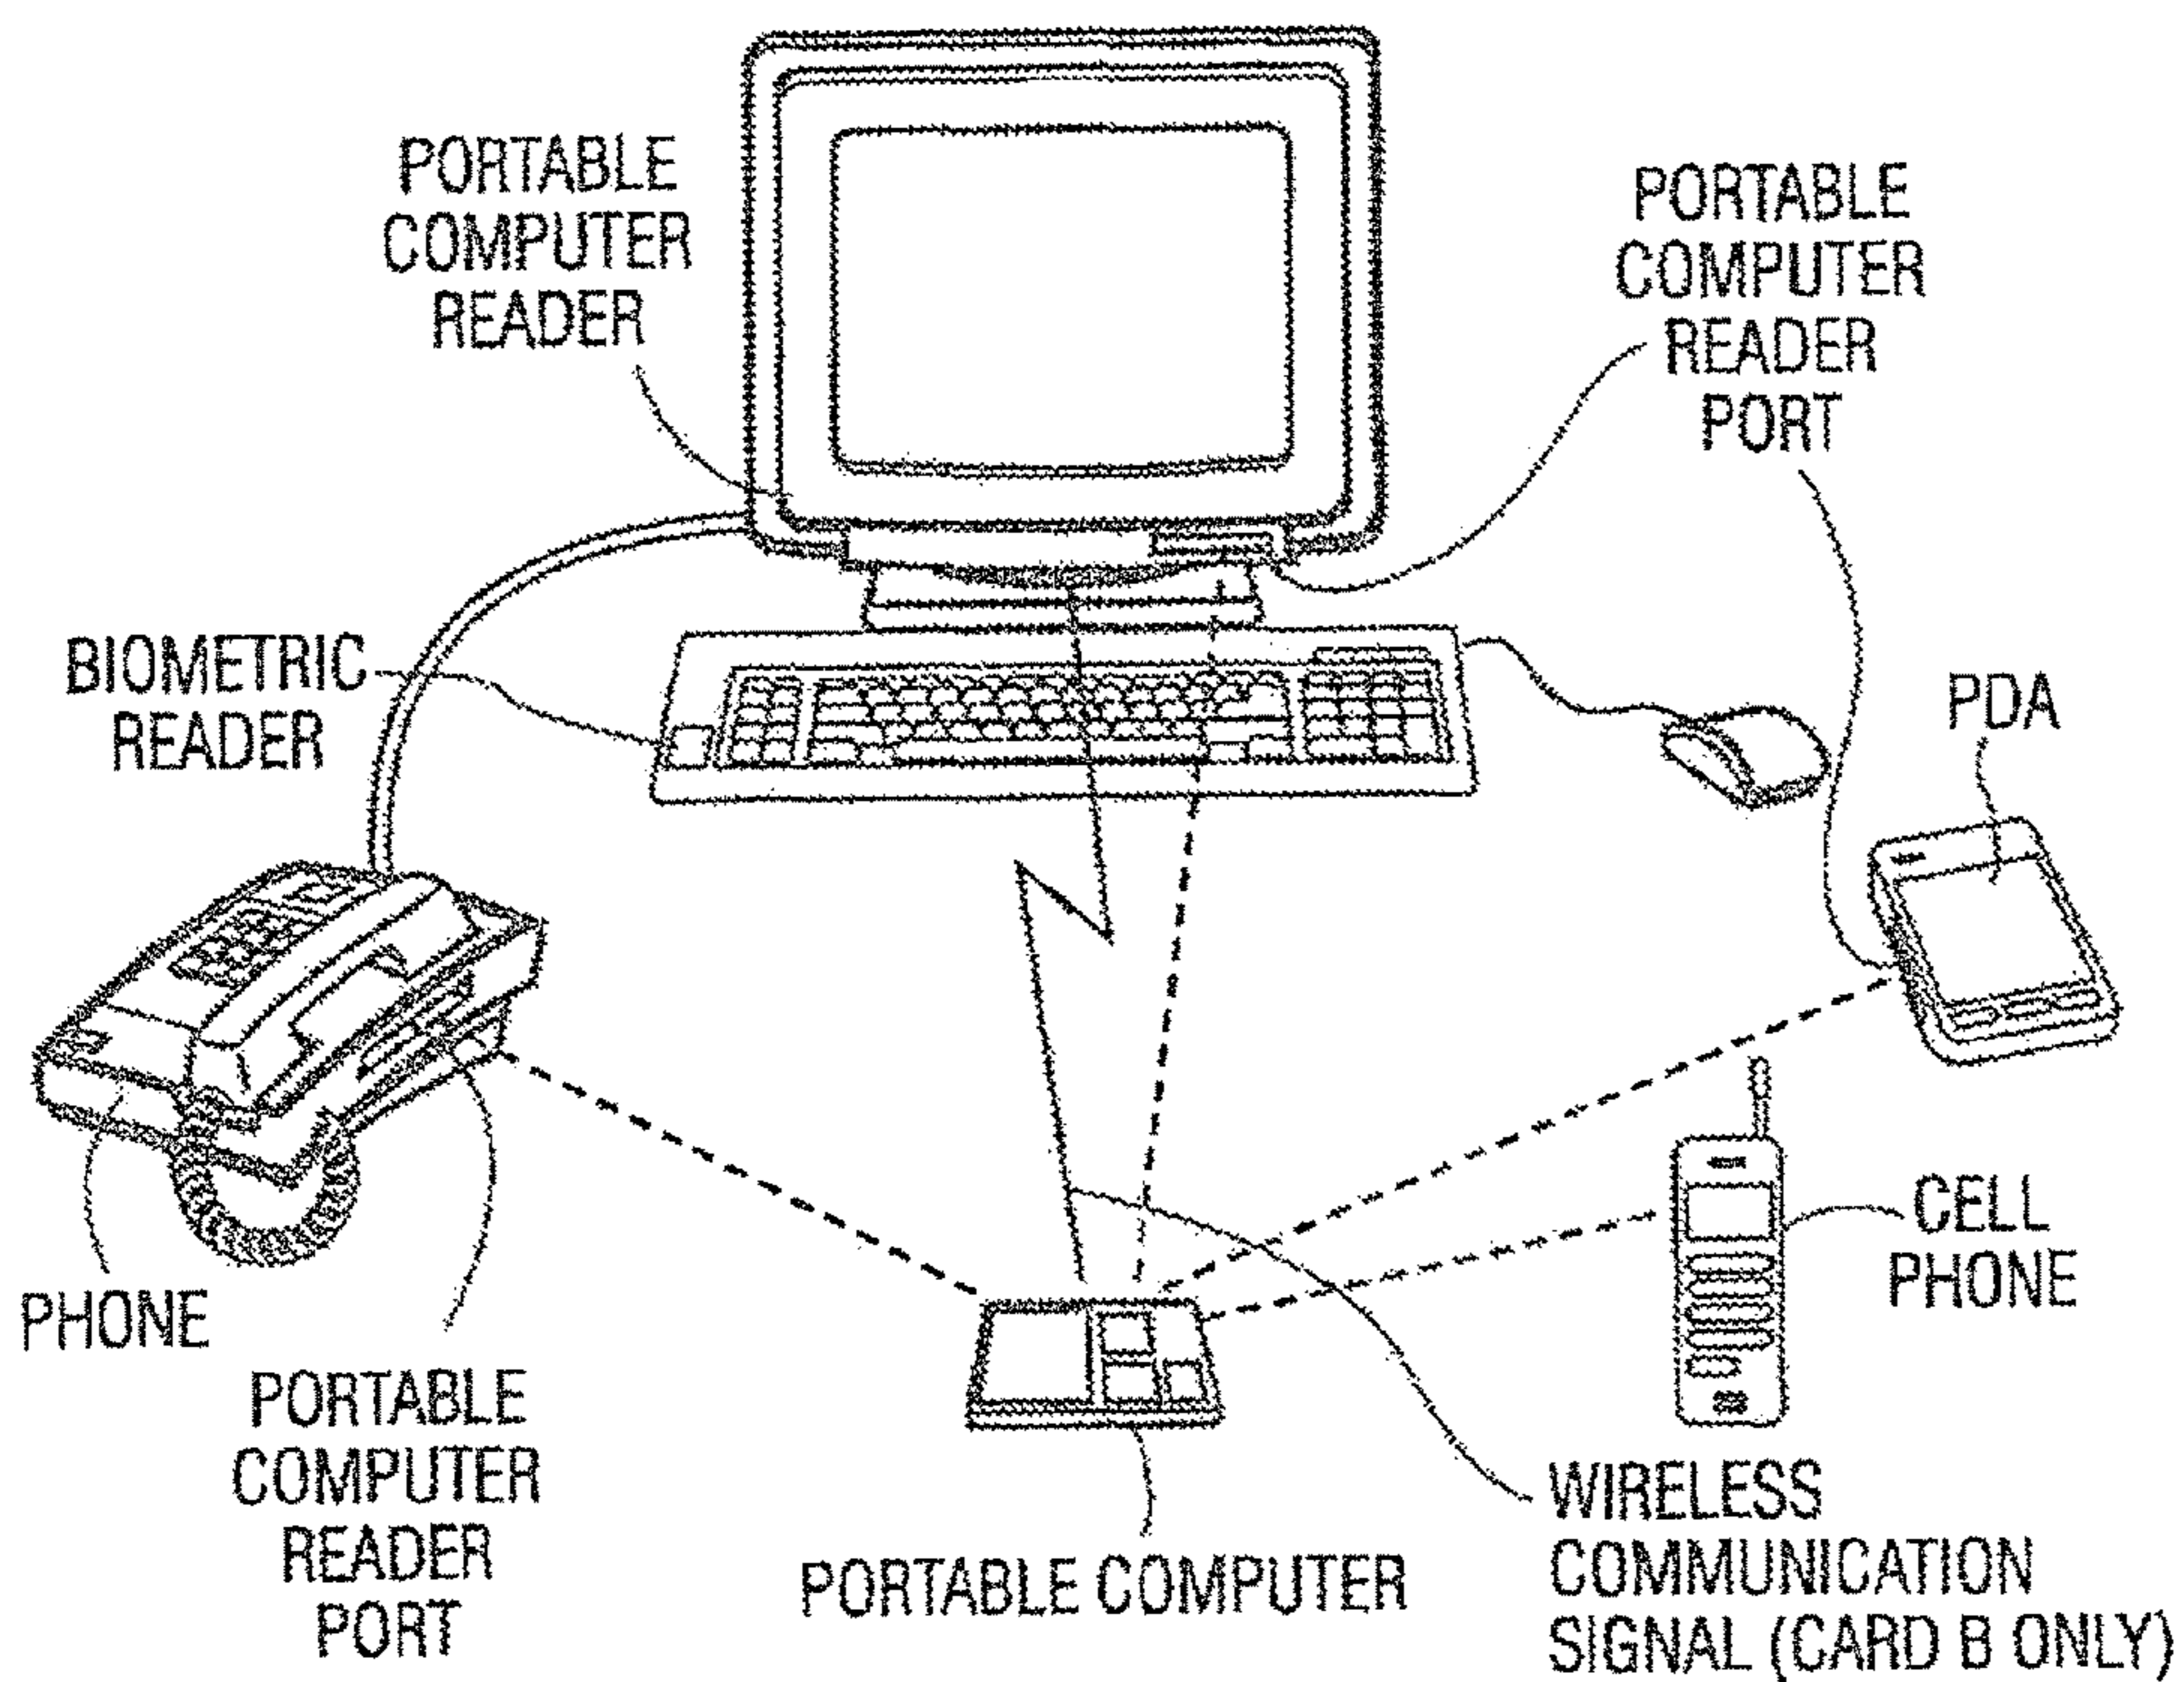 PORTABLE
COMPUTER
READER
PORTABLE
COMPUTER
READER
PORT
BIOMETRIC
READER
PDA
CELL
PHONE
PHONE
PORTABLE
COMPUTER
READER
PORT
PORTABLE COMPUTER
WIRELESS
COMMUNICATION
SIGNAL (CARD B ONLY)